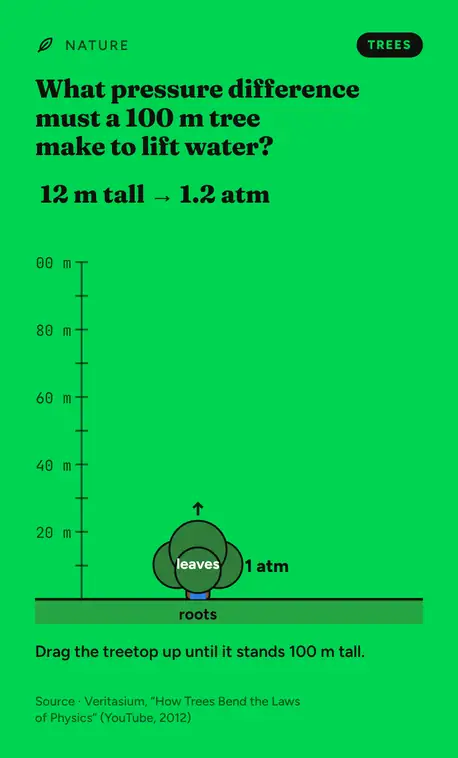 NATURE
TREES
What pressure difference
must a 100 m tree
make to lift water?
12 m tall → 1.2 atm
00 m
80 m
60 m
40 m
20 m
↑
leaves
1 atm
roots
Drag the treetop up until it stands 100 m tall.
Source · Veritasium, “How Trees Bend the Laws
of Physics” (YouTube, 2012)